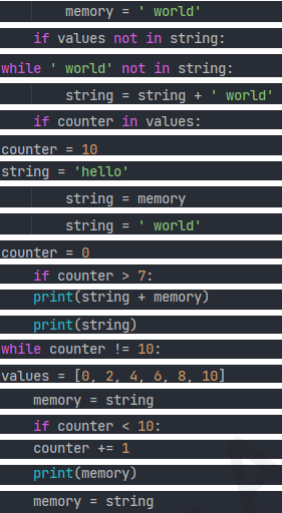 memory = ' world'
    if values not in string:
while ' world' not in string:
        string = string + ' world'
    if counter in values:
counter = 10
string = 'hello'
        string = memory
        string = ' world'
counter = 0
    if counter > 7:
    print(string + memory)
    print(string)
while counter != 10:
values = [0, 2, 4, 6, 8, 10]
    memory = string
    if counter < 10:
    counter += 1
    print(memory)
    memory = string